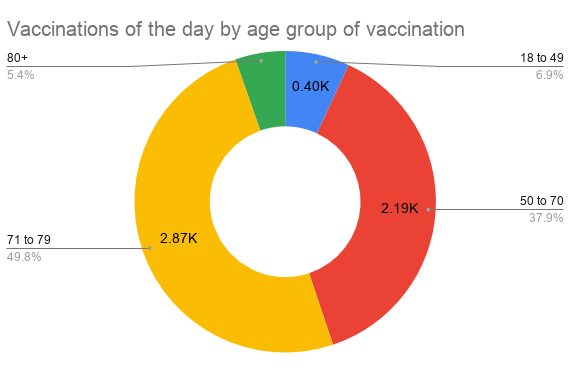 Vaccinations of the day by age group of vaccination
80+
5.4%
18 to 49
6.9%
0.40K
50 to 70
37.9%
2.19K
71 to 79
49.8%
2.87K